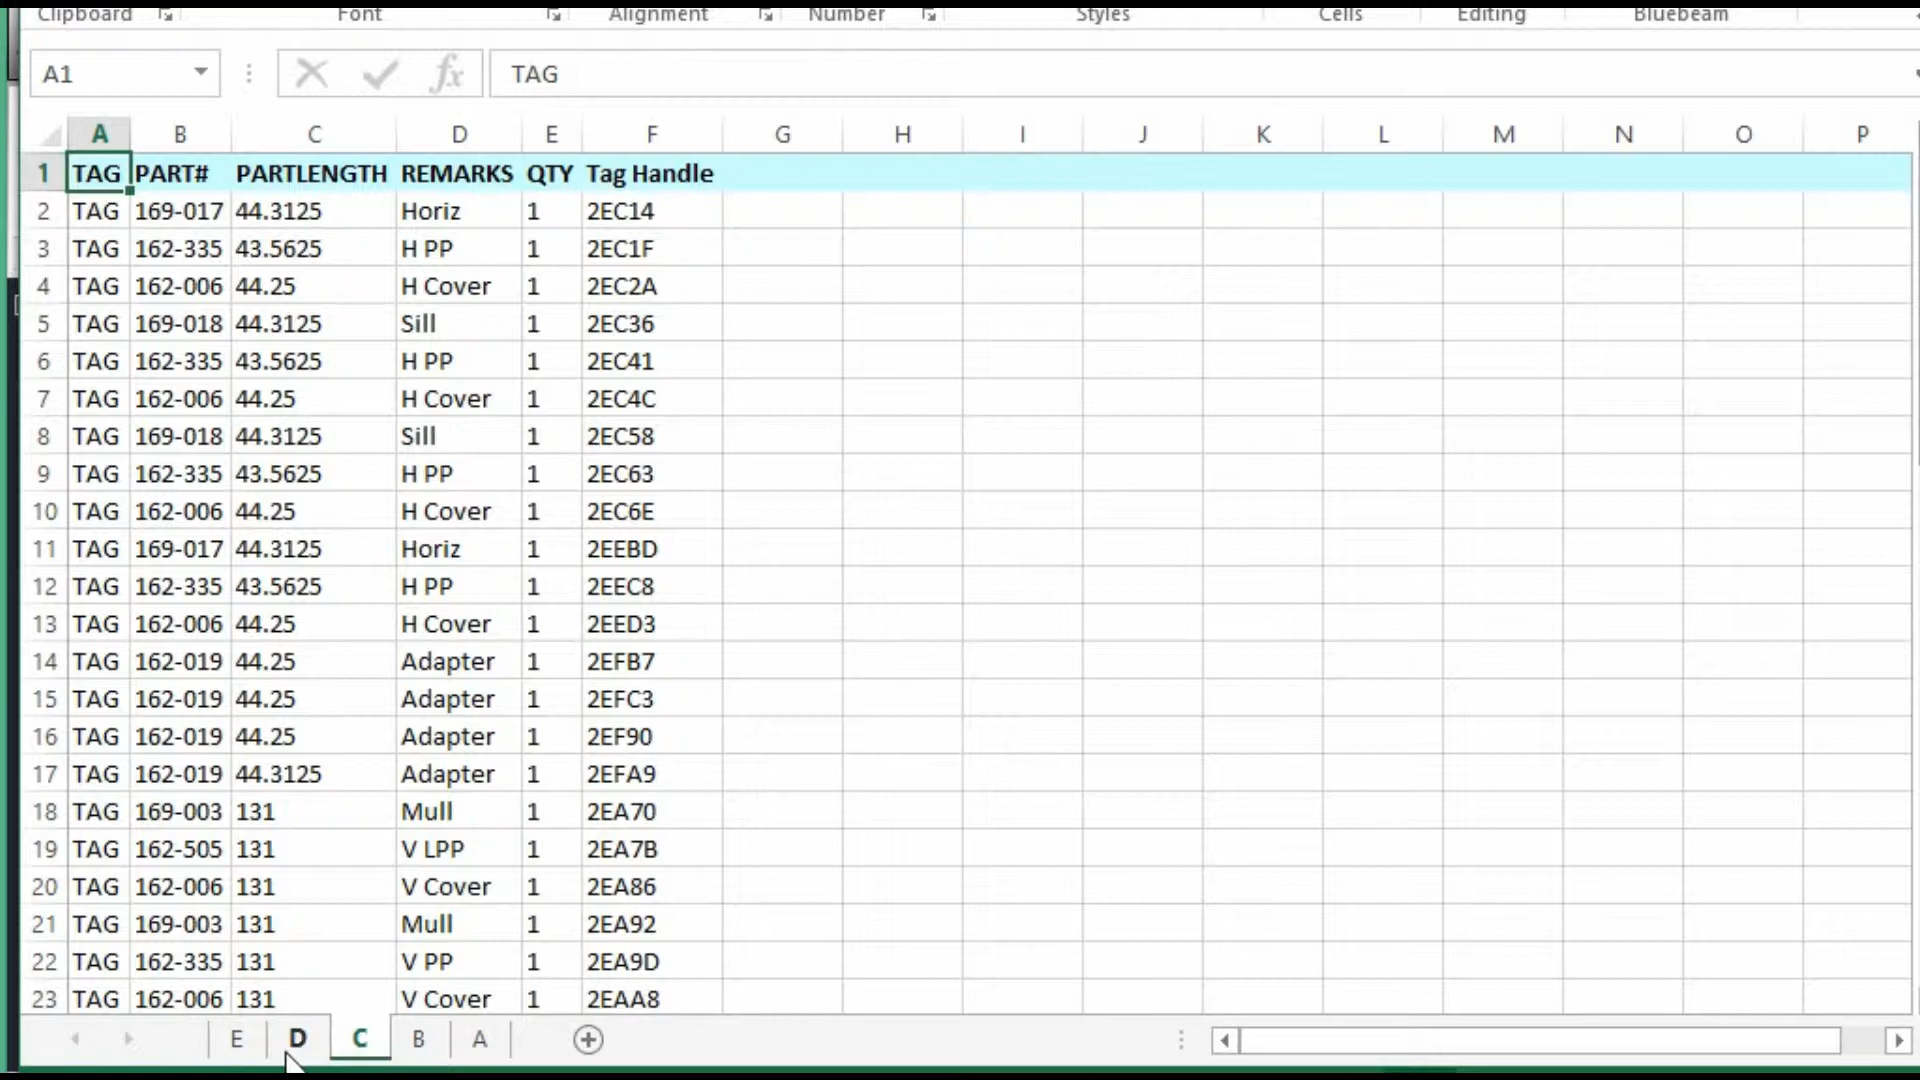 Clipboard Font Alignment Number Styles Cells Editing Bluebeam
A1 fx TAG
A B C D E F G H I J K L M N O P
1 TAG PART# PARTLENGTH REMARKS QTY Tag Handle
2 TAG 169-017 44.3125 Horiz 1 2EC14
3 TAG 162-335 43.5625 H PP 1 2EC1F
4 TAG 162-006 44.25 H Cover 1 2EC2A
5 TAG 169-018 44.3125 Sill 1 2EC36
6 TAG 162-335 43.5625 H PP 1 2EC41
7 TAG 162-006 44.25 H Cover 1 2EC4C
8 TAG 169-018 44.3125 Sill 1 2EC58
9 TAG 162-335 43.5625 H PP 1 2EC63
10 TAG 162-006 44.25 H Cover 1 2EC6E
11 TAG 169-017 44.3125 Horiz 1 2EEBD
12 TAG 162-335 43.5625 H PP 1 2EEC8
13 TAG 162-006 44.25 H Cover 1 2EED3
14 TAG 162-019 44.25 Adapter 1 2EFB7
15 TAG 162-019 44.25 Adapter 1 2EFC3
16 TAG 162-019 44.25 Adapter 1 2EF90
17 TAG 162-019 44.3125 Adapter 1 2EFA9
18 TAG 169-003 131 Mull 1 2EA70
19 TAG 162-505 131 V LPP 1 2EA7B
20 TAG 162-006 131 V Cover 1 2EA86
21 TAG 169-003 131 Mull 1 2EA92
22 TAG 162-335 131 V PP 1 2EA9D
23 TAG 162-006 131 V Cover 1 2EAA8
E D C B A